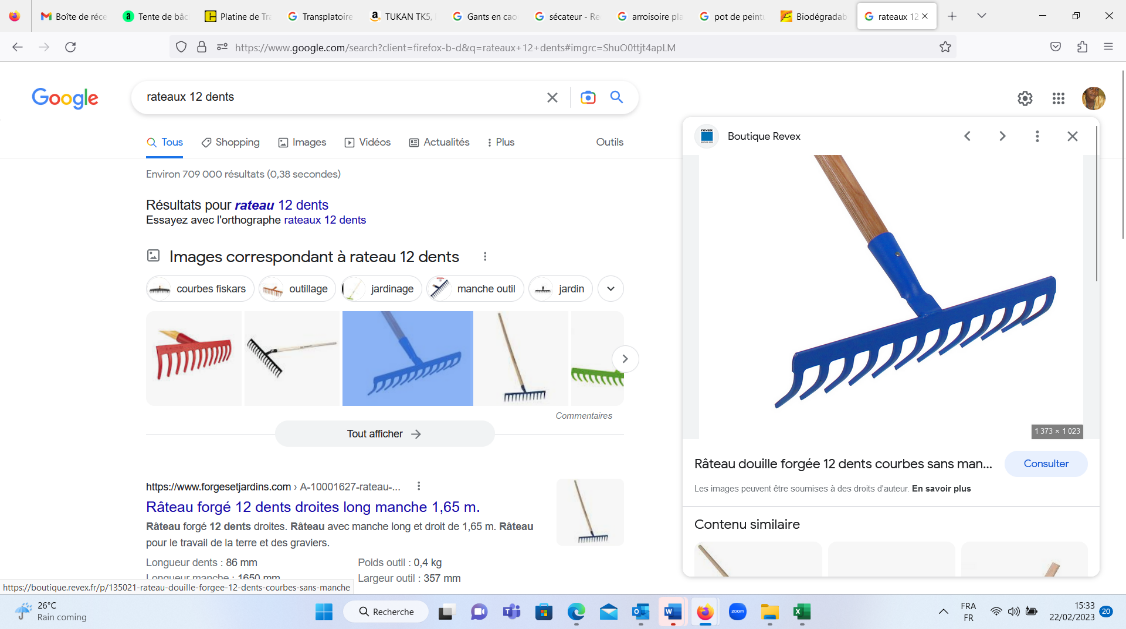 Boîte de réce
Tente de bâc
Platine de Tra
Transplatoire
TUKAN TK5,
Gants en cao
sécateur - Re
arroisoire pla
pot de peint
Biodégradab
rateaux 12
https://www.google.com/search?client=firefox-b-d&q=rateaux+12+dents#imgrc=ShuO0ttjt4apLM
Google
rateaux 12 dents
Tous
Shopping
Images
Vidéos
Actualités
Plus
Outils
Environ 709 000 résultats (0,38 secondes)
Résultats pour rateau 12 dents
Essayez avec l'orthographe rateaux 12 dents
Images correspondant à rateau 12 dents
courbes fiskars
outillage
jardinage
manche outil
jardin
Commentaires
Tout afficher
https://www.forgesetjardins.com › A-10001627-rateau-...
Râteau forgé 12 dents droites long manche 1,65 m.
Râteau forgé 12 dents droites. Râteau avec manche long et droit de 1,65 m. Râteau
pour le travail de la terre et des graviers.
Longueur dents : 86 mm
Poids outil : 0,4 kg
Longueur manche : 1650 mm
Largeur outil : 357 mm
https://boutique.revex.fr/p/135021-rateau-douille-forgee-12-dents-courbes-sans-manche
Boutique Revex
1 373 × 1 023
Râteau douille forgée 12 dents courbes sans man...
Consulter
Les images peuvent être soumises à des droits d'auteur. En savoir plus
Contenu similaire
26°C
Rain coming
Recherche
zoom
FRA
FR
15:33
22/02/2023
20